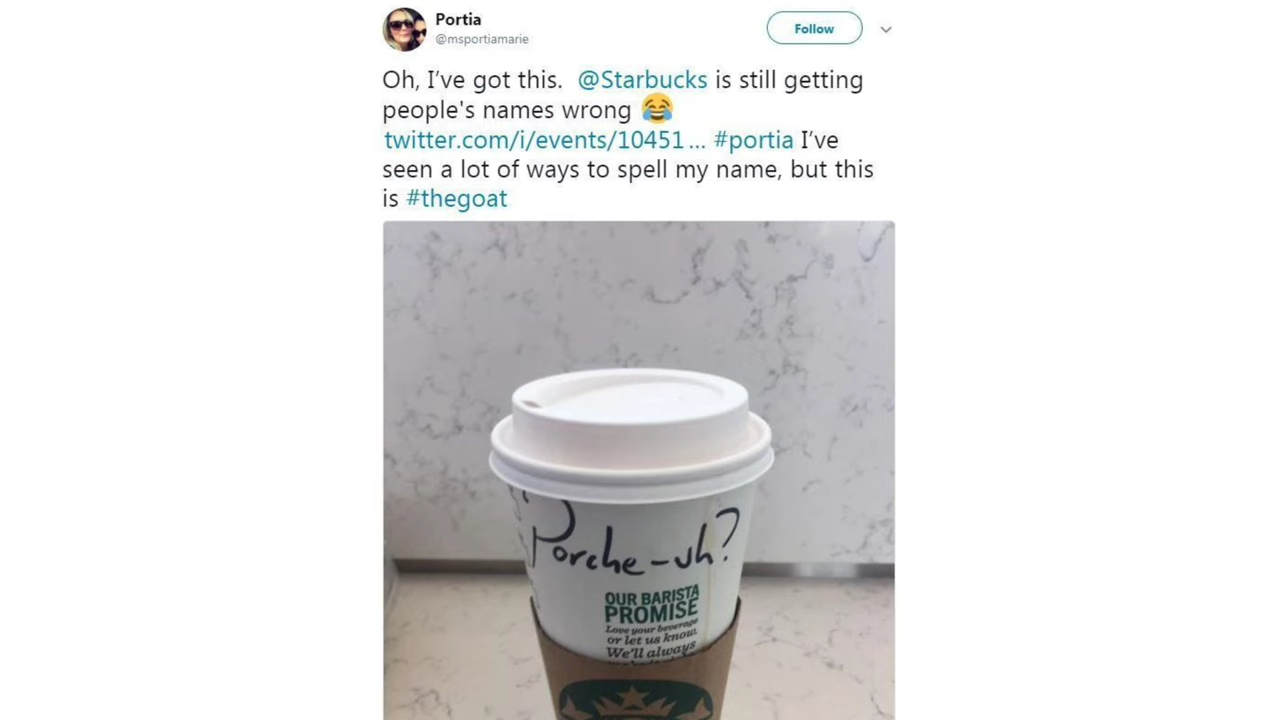 Portia
@msportiamarie
Follow
Oh, I’ve got this.  @Starbucks is still getting
people's names wrong 😂
twitter.com/i/events/10451… #portia I’ve
seen a lot of ways to spell my name, but this
is #thegoat
Porche-uh?
OUR BARISTA
PROMISE
Love your beverage
or let us know.
We'll always